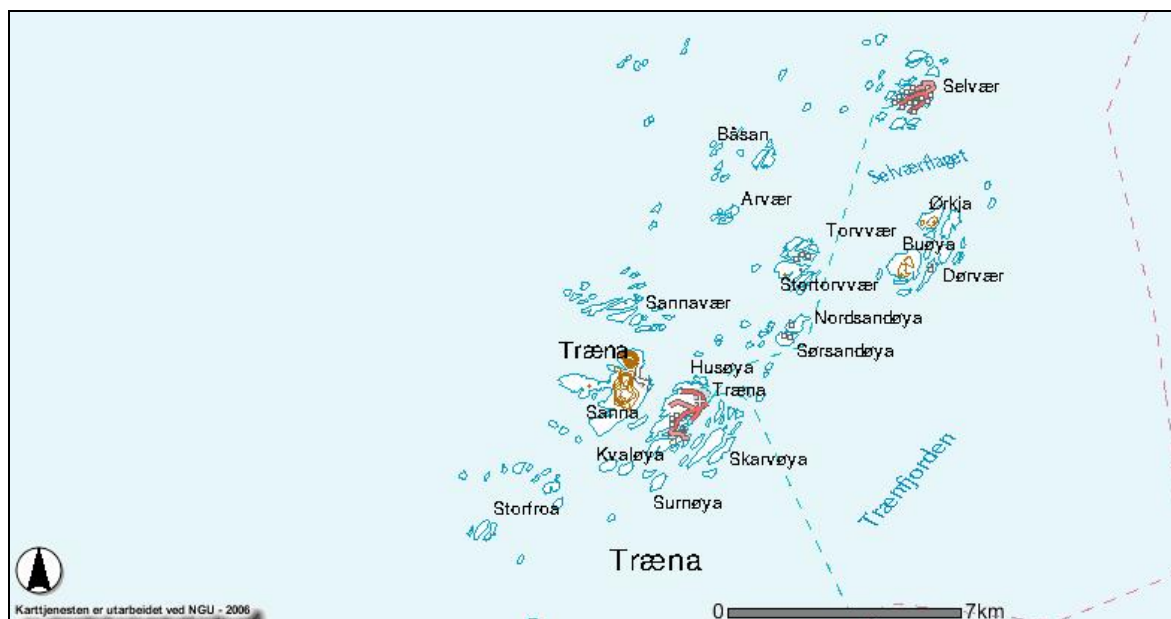 Selvær
Båsan
Selværflaget
Arvær
Ørkja
Torvvær
Buøya
Stortorvvær
Dørvær
Sannavær
Nordsandøya
Træna
Sørsandøya
Husøya
Træna
Sanna
Kvaløya
Skarvøya
Surnøya
Storfroa
Trænfjorden
Træna
Karttjenesten er utarbeidet ved NGU - 2006
0 7km